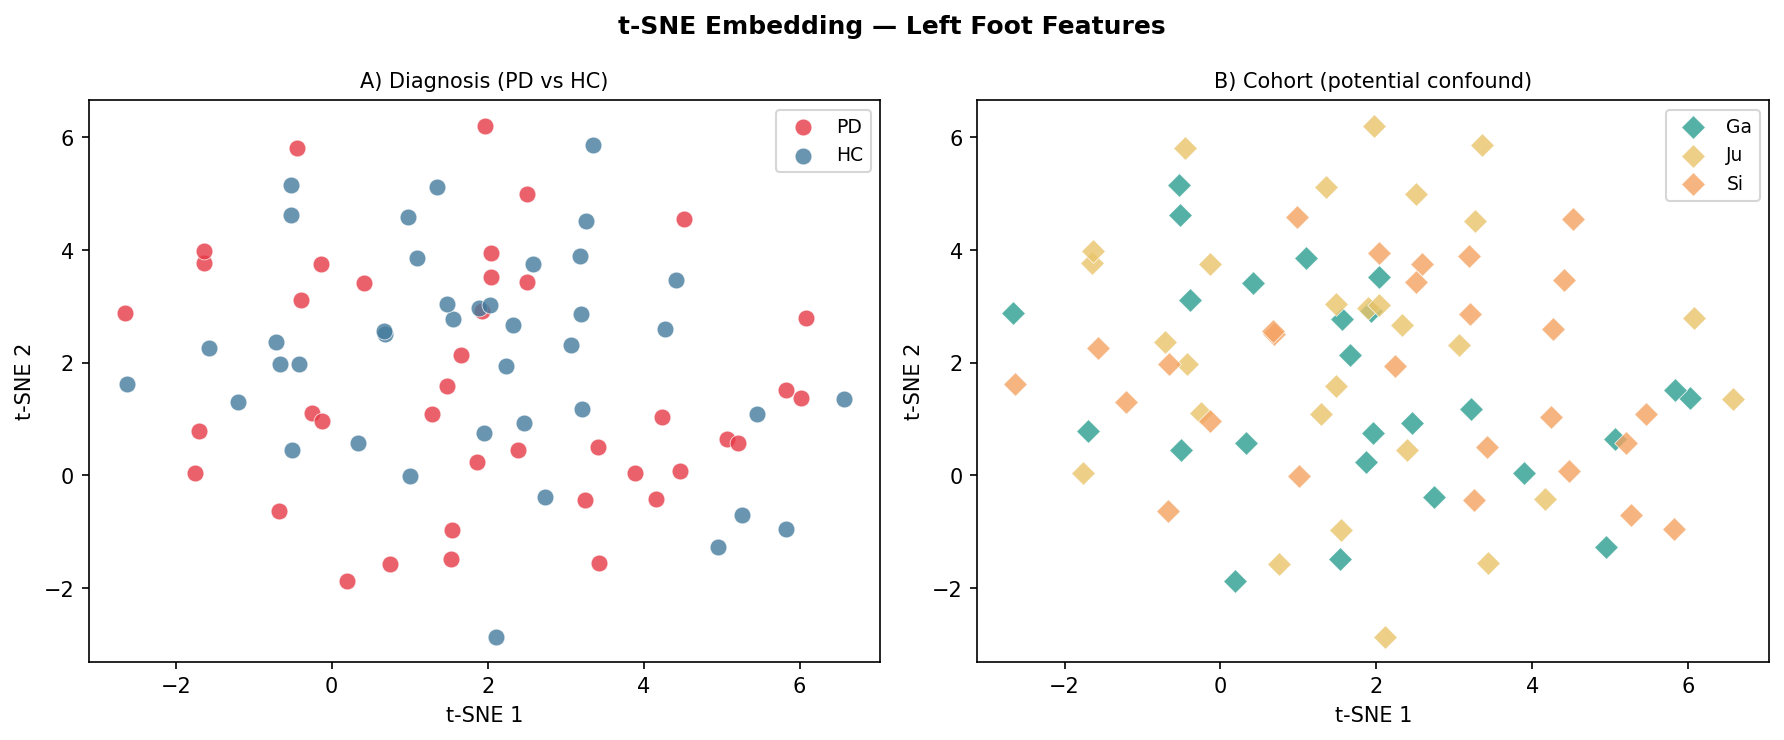 t-SNE Embedding — Left Foot Features
A) Diagnosis (PD vs HC)
PD
HC
6
4
2
0
−2
−2 0 2 4 6
t-SNE 1
t-SNE 2
B) Cohort (potential confound)
Ga
Ju
Si
6
4
2
0
−2
−2 0 2 4 6
t-SNE 1
t-SNE 2